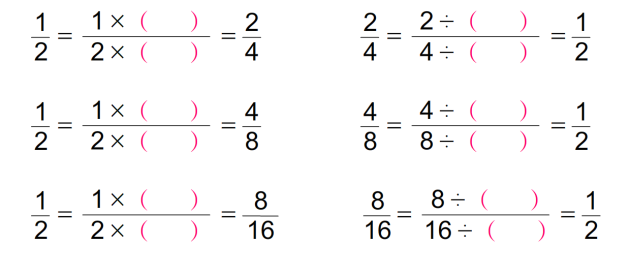 1/2 = 1 × (  ) / 2 × (  ) = 2/4
2/4 = 2 ÷ (  ) / 4 ÷ (  ) = 1/2
1/2 = 1 × (  ) / 2 × (  ) = 4/8
4/8 = 4 ÷ (  ) / 8 ÷ (  ) = 1/2
1/2 = 1 × (  ) / 2 × (  ) = 8/16
8/16 = 8 ÷ (  ) / 16 ÷ (  ) = 1/2